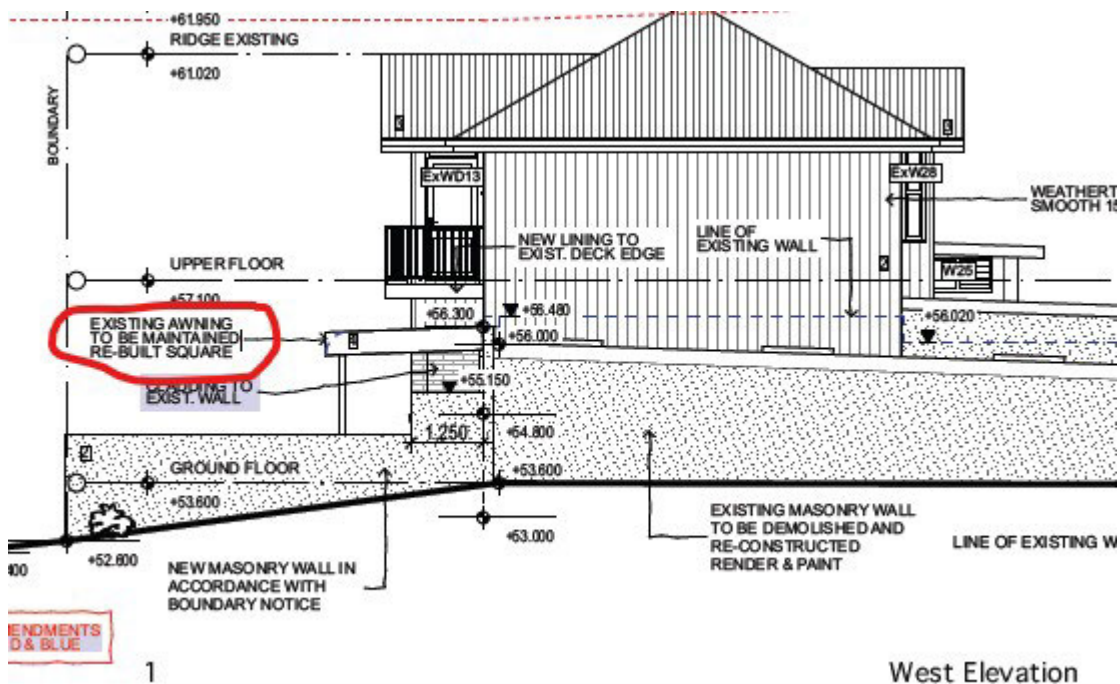 +61.950
RIDGE EXISTING
+61.020
BOUNDARY
ExWD13
ExW28
WEATHERT
SMOOTH 15
NEW LINING TO
EXIST. DECK EDGE
LINE OF
EXISTING WALL
UPPER FLOOR
+57.100
W25
EXISTING AWNING
TO BE MAINTAINED
RE-BUILT SQUARE
+56.300
+56.480
+56.000
+56.020
CLADDING TO
EXIST. WALL
+55.150
1,250
+54.800
GROUND FLOOR
+53.600
+53.600
+53.000
+52.600
400
NEW MASONRY WALL IN
ACCORDANCE WITH
BOUNDARY NOTICE
EXISTING MASONRY WALL
TO BE DEMOLISHED AND
RE-CONSTRUCTED
RENDER & PAINT
LINE OF EXISTING W
MENDMENTS
D & BLUE
1
West Elevation